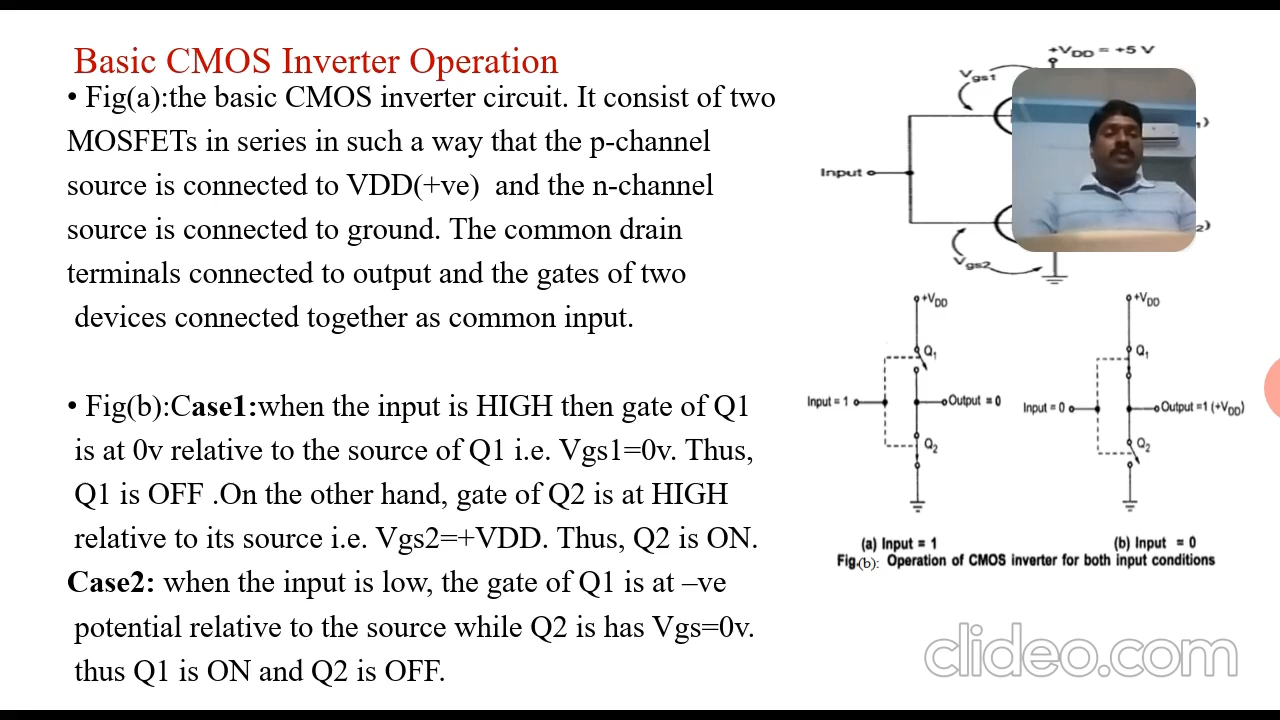 Basic CMOS Inverter Operation
• Fig(a):the basic CMOS inverter circuit. It consist of two
MOSFETs in series in such a way that the p-channel
source is connected to VDD(+ve) and the n-channel
source is connected to ground. The common drain
terminals connected to output and the gates of two
devices connected together as common input.
• Fig(b):Case1:when the input is HIGH then gate of Q1
is at 0v relative to the source of Q1 i.e. Vgs1=0v. Thus,
Q1 is OFF .On the other hand, gate of Q2 is at HIGH
relative to its source i.e. Vgs2=+VDD. Thus, Q2 is ON.
Case2: when the input is low, the gate of Q1 is at –ve
potential relative to the source while Q2 is has Vgs=0v.
thus Q1 is ON and Q2 is OFF.
+VDD = +5 V
Vgs1
Input
Vgs2
+VDD
Q1
Input = 1
Output = 0
Q2
(a) Input = 1
+VDD
Q1
Input = 0
Output =1 (+VDD)
Q2
(b) Input = 0
Fig.(b): Operation of CMOS inverter for both input conditions
clideo.com